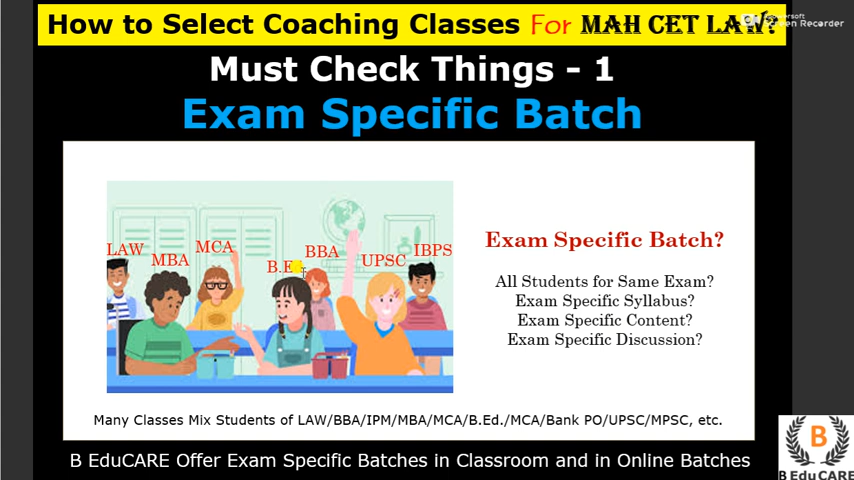 How to Select Coaching Classes For MAH CET LAW?
Screen Recorder
Must Check Things - 1
Exam Specific Batch
LAW
MBA
MCA
B.E
BBA
UPSC
IBPS
Exam Specific Batch?
All Students for Same Exam?
Exam Specific Syllabus?
Exam Specific Content?
Exam Specific Discussion?
Many Classes Mix Students of LAW/BBA/IPM/MBA/MCA/B.Ed./MCA/Bank PO/UPSC/MPSC, etc.
B EduCARE Offer Exam Specific Batches in Classroom and in Online Batches
B
B EduCARE